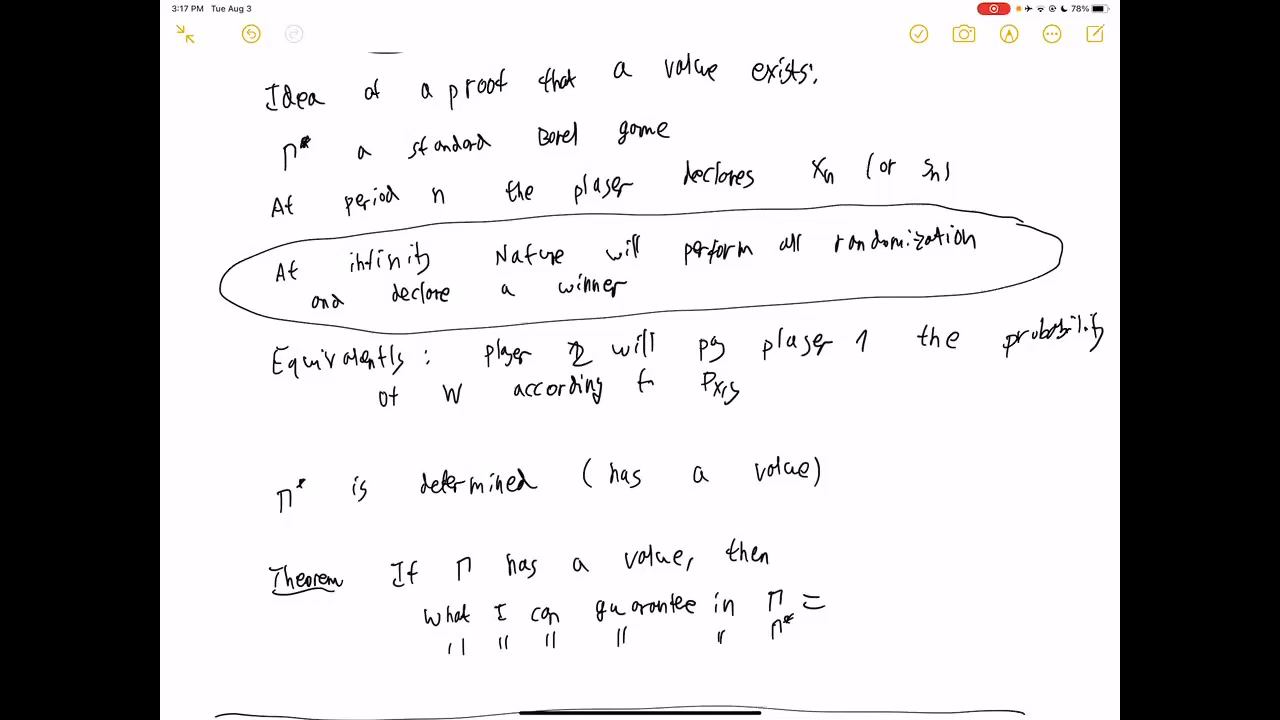 3:17 PM Tue Aug 3
78%
Idea of a proof that a value exists:
Γ* a standard Borel game
At period n the player declares xn (or sn)
At infinity Nature will perform all randomization
and declare a winner
Equivalently: player 2 will pay player 1 the probability
of W according to Px,y
Γ* is determined (has a value)
Theorem If Γ has a value, then
What I can guarantee in Γ =
" " " " " Γ*